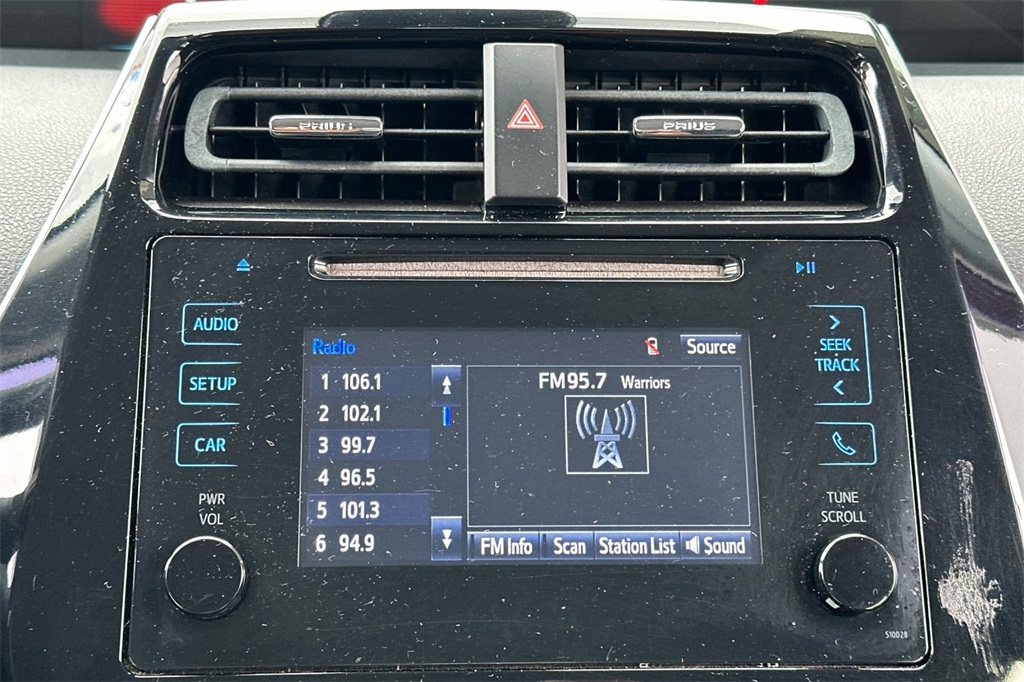 PRIUS
PRIUS
AUDIO
SETUP
CAR
PWR
VOL
Radio
Source
1 106.1
2 102.1
3 99.7
4 96.5
5 101.3
6 94.9
FM95.7 Warriors
FM Info
Scan
Station List
Sound
SEEK
TRACK
TUNE
SCROLL
510028